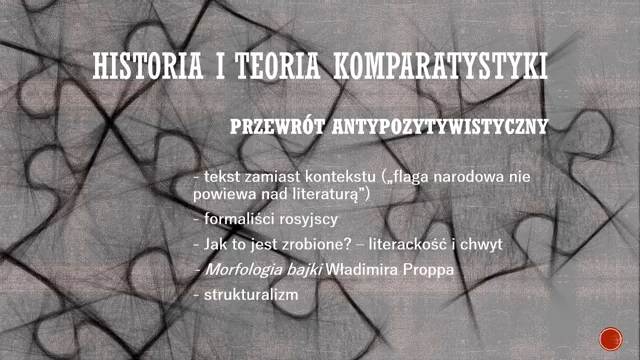 HISTORIA I TEORIA KOMPARATYSTYKI
PRZEWRÓT ANTYPOZYTYWISTYCZNY
- tekst zamiast kontekstu („flaga narodowa nie
powiewa nad literaturą”)
- formaliści rosyjscy
- Jak to jest zrobione? – literackość i chwyt
- Morfologia bajki Władimira Proppa
- strukturalizm